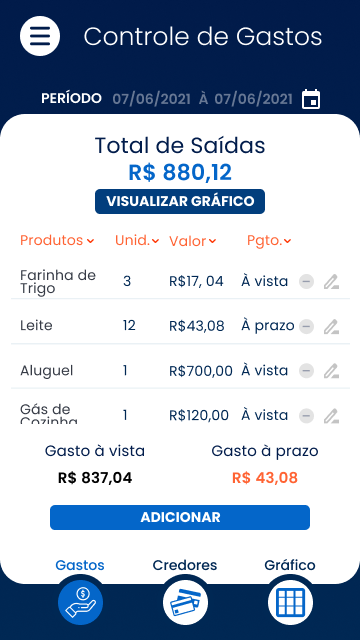 Controle de Gastos
PERÍODO 07/06/2021 À 07/06/2021
Total de Saídas
R$ 880,12
VISUALIZAR GRÁFICO
Produtos Unid. Valor Pgto.
Farinha de
Trigo 3 R$17, 04 À vista
Leite 12 R$43,08 À prazo
Aluguel 1 R$700,00 À vista
Gás de
Cozinha 1 R$120,00 À vista
Gasto à vista Gasto à prazo
R$ 837,04 R$ 43,08
ADICIONAR
Gastos Credores Gráfico